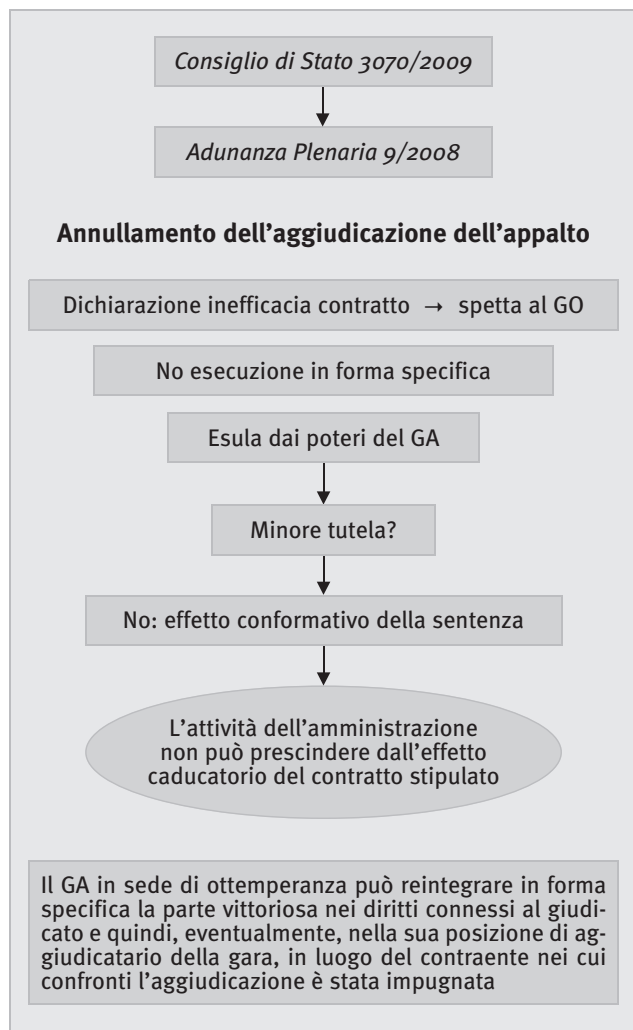 Consiglio di Stato 3070/2009
Adunanza Plenaria 9/2008
Annullamento dell'aggiudicazione dell'appalto
Dichiarazione inefficacia contratto → spetta al GO
No esecuzione in forma specifica
Esula dai poteri del GA
Minore tutela?
No: effetto conformativo della sentenza
L'attività dell'amministrazione
non può prescindere dall'effetto
caducatorio del contratto stipulato
Il GA in sede di ottemperanza può reintegrare in forma
specifica la parte vittoriosa nei diritti connessi al giudi-
cato e quindi, eventualmente, nella sua posizione di ag-
giudicatario della gara, in luogo del contraente nei cui
confronti l'aggiudicazione è stata impugnata